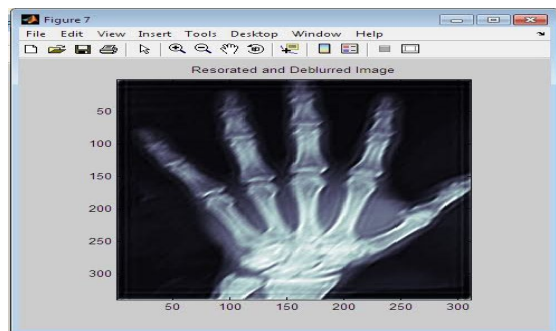 Figure 7
File Edit View Insert Tools Desktop Window Help
Resorated and Deblurred Image
50
100
150
200
250
300
50 100 150 200 250 300